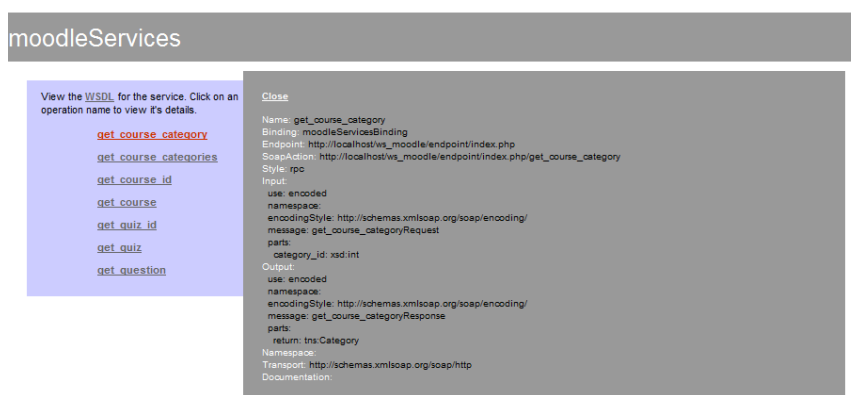 moodleServices
View the WSDL for the service. Click on an
operation name to view it's details.
get_course_category
get_course_categories
get_course_id
get_course
get_quiz_id
get_quiz
get_question
Close
Name: get_course_category
Binding: moodleServicesBinding
Endpoint: http://localhost/ws_moodle/endpoint/index.php
SoapAction: http://localhost/ws_moodle/endpoint/index.php/get_course_category
Style: rpc
Input:
use: encoded
namespace:
encodingStyle: http://schemas.xmlsoap.org/soap/encoding/
message: get_course_categoryRequest
parts:
category_id: xsd:int
Output:
use: encoded
namespace:
encodingStyle: http://schemas.xmlsoap.org/soap/encoding/
message: get_course_categoryResponse
parts:
return: tns:Category
Namespace:
Transport: http://schemas.xmlsoap.org/soap/http
Documentation: